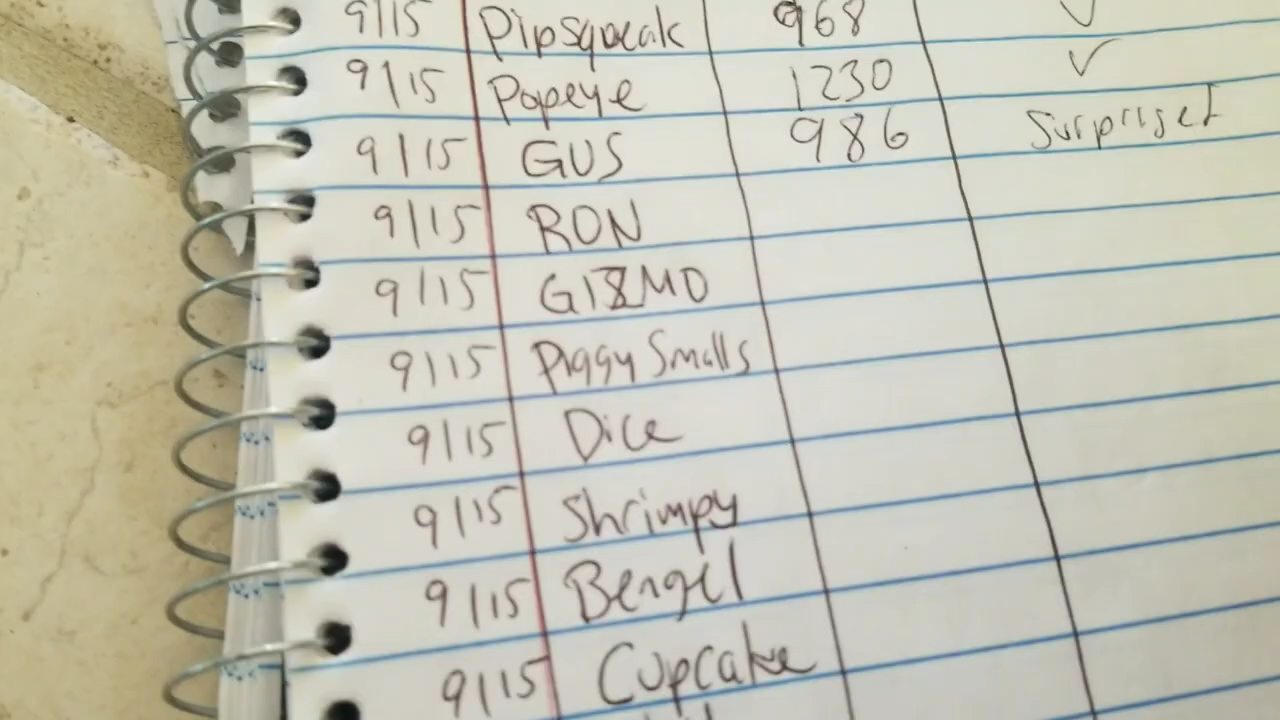 9/15 Pipsqueak 968 ✓
9/15 Popeye 1230 ✓
9/15 GUS 986 Surprised
9/15 RON
9/15 GIZMO
9/15 Piggy Smalls
9/15 Dice
9/15 Shrimpy
9/15 Bengel
9/15 Cupcake